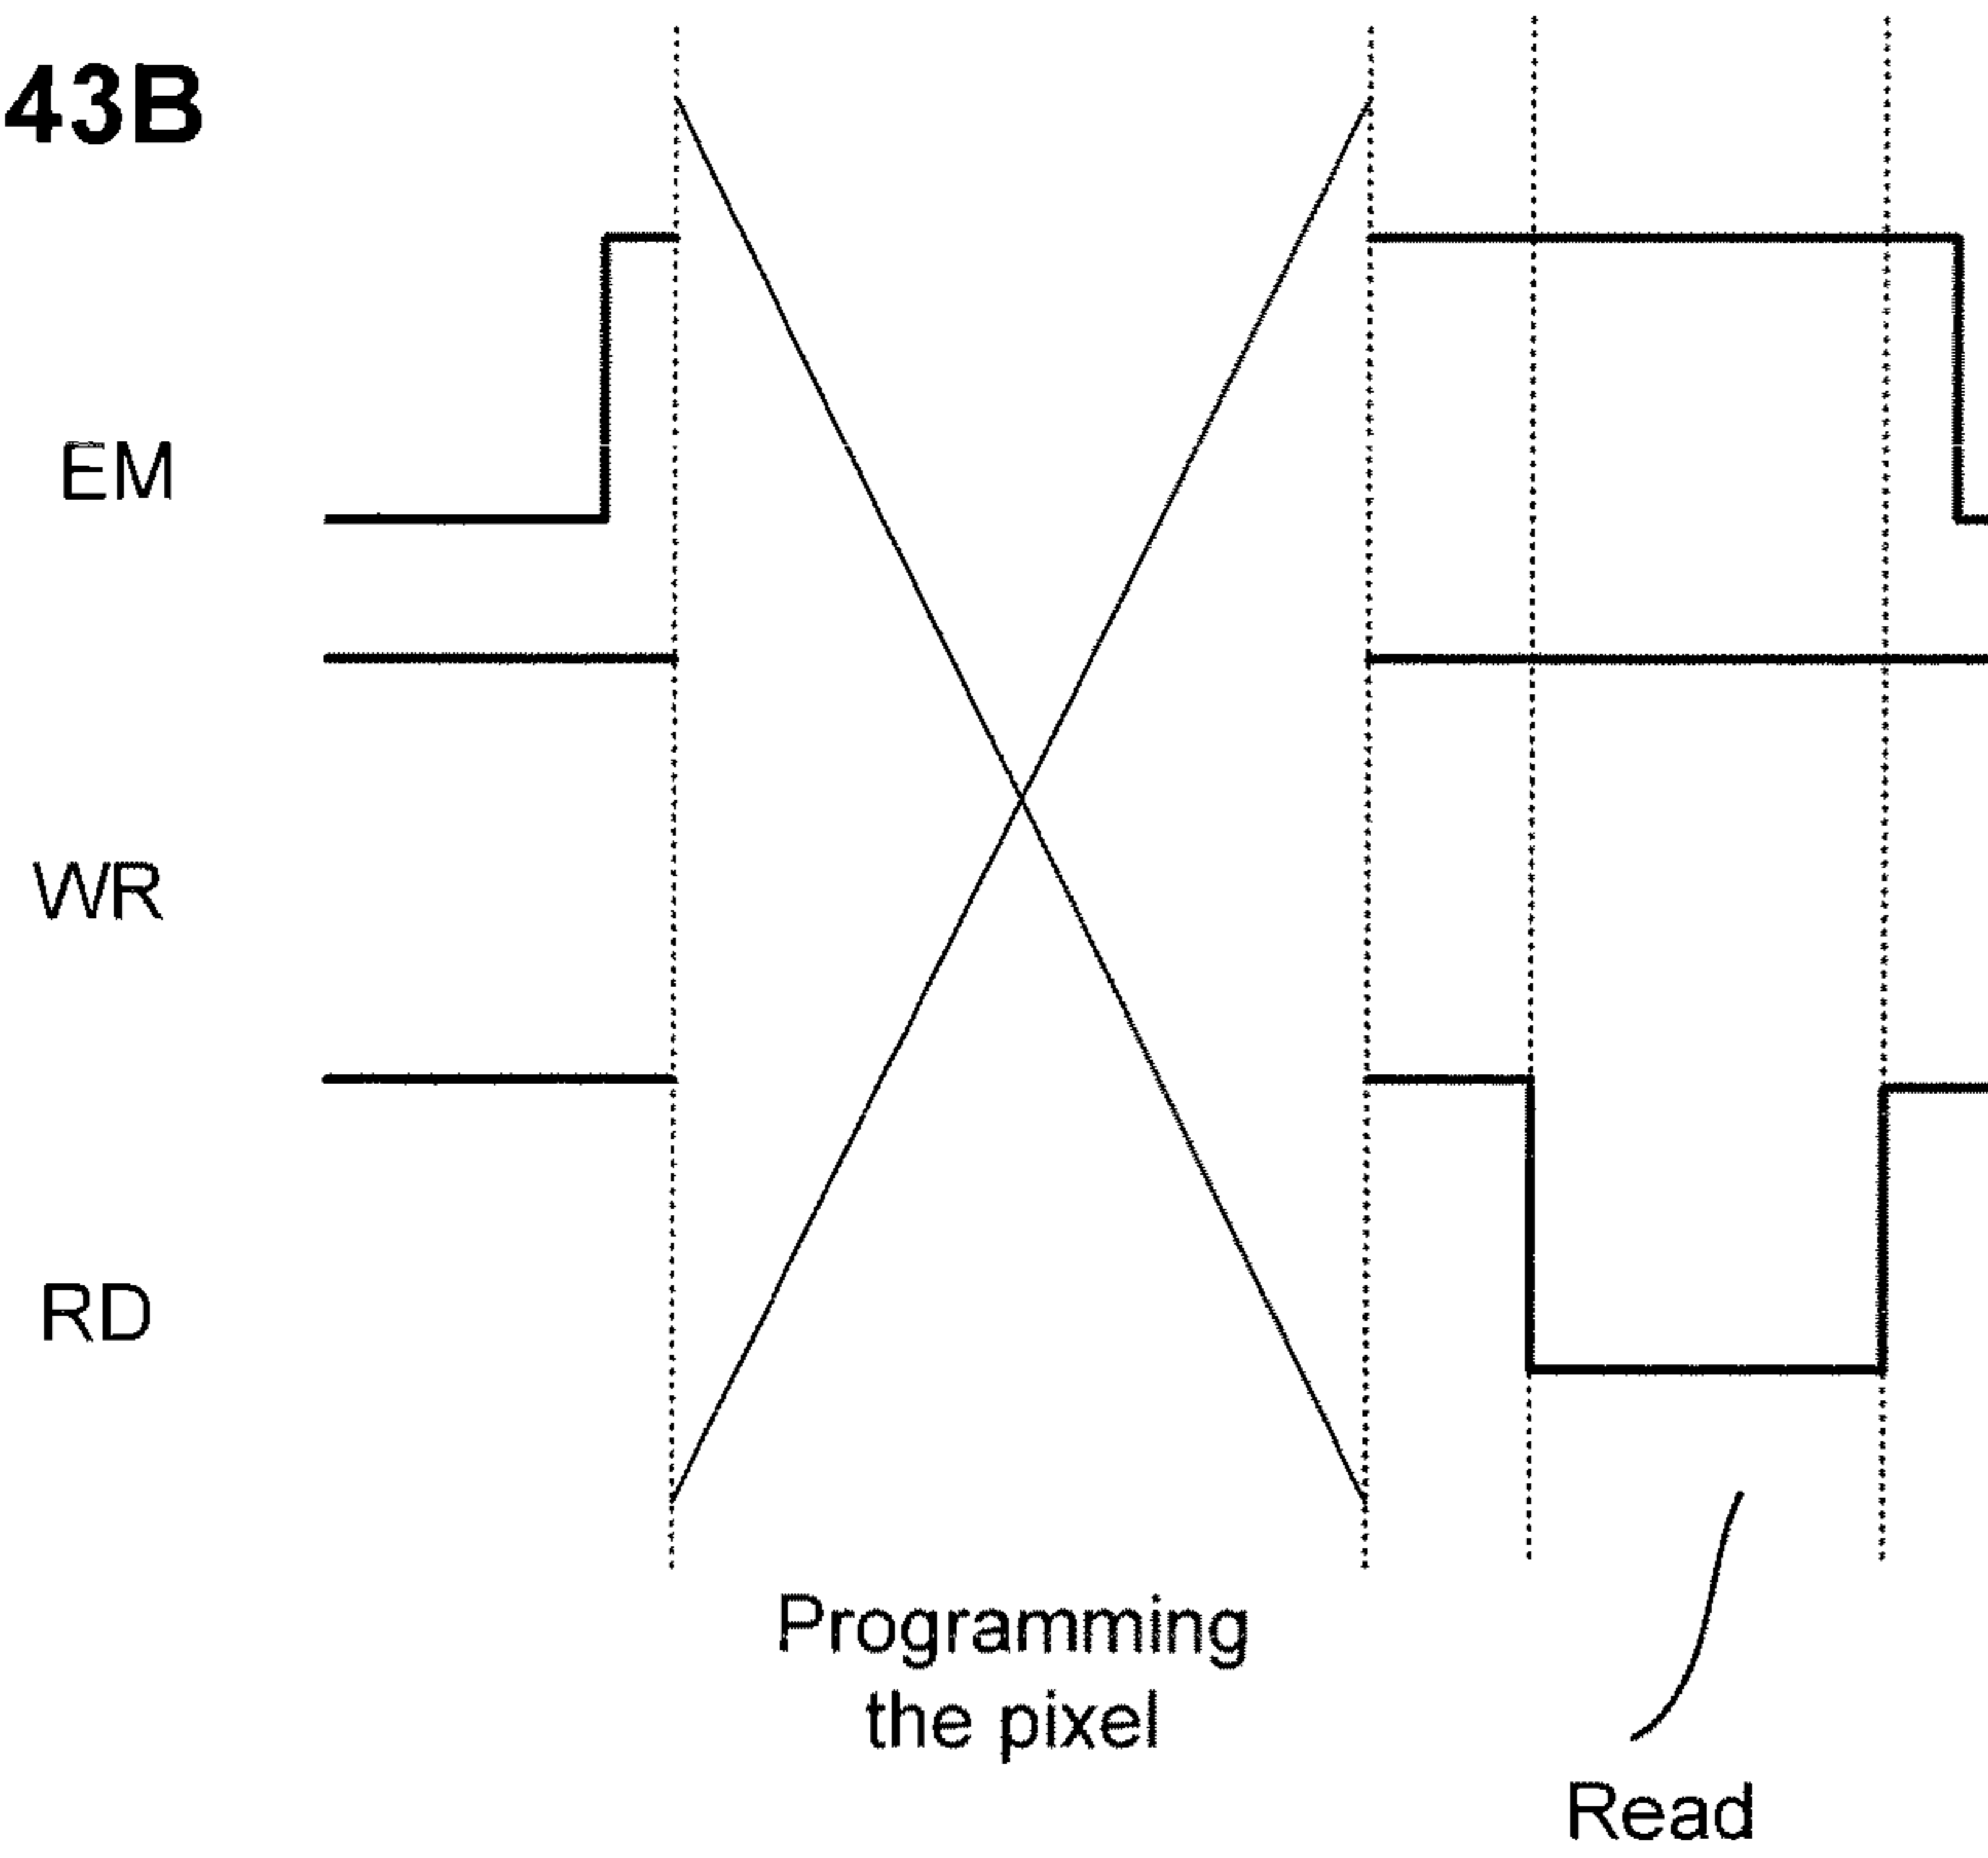 43B
EM
WR
RD
Programming
the pixel
Read